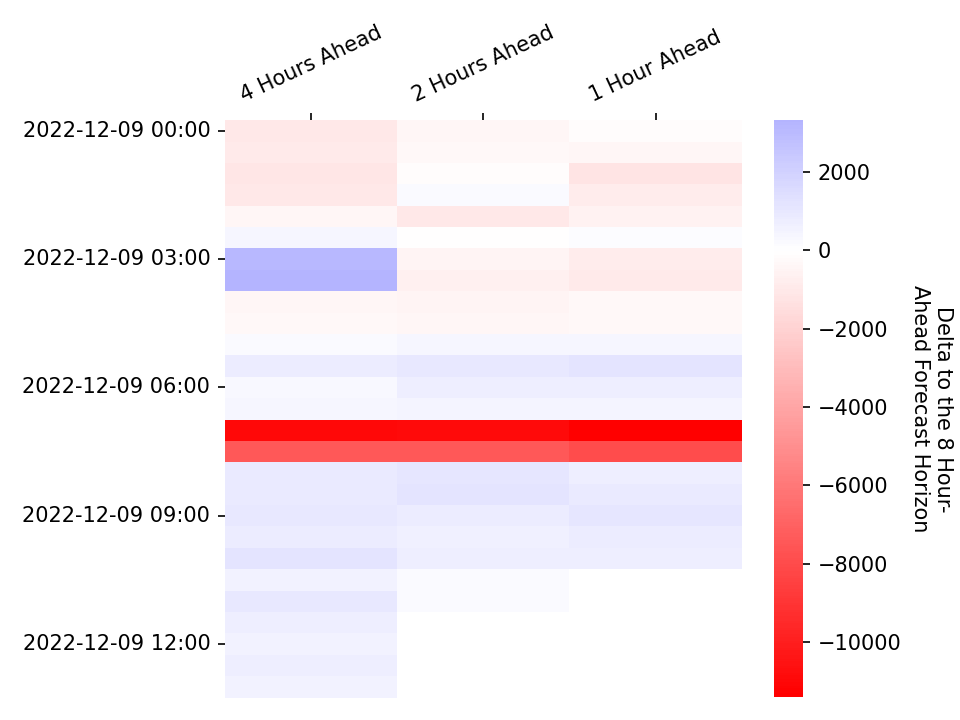 4 Hours Ahead
2 Hours Ahead
1 Hour Ahead
2022-12-09 00:00
2022-12-09 03:00
2022-12-09 06:00
2022-12-09 09:00
2022-12-09 12:00
2000
0
−2000
−4000
−6000
−8000
−10000
Delta to the 8 Hour-
Ahead Forecast Horizon